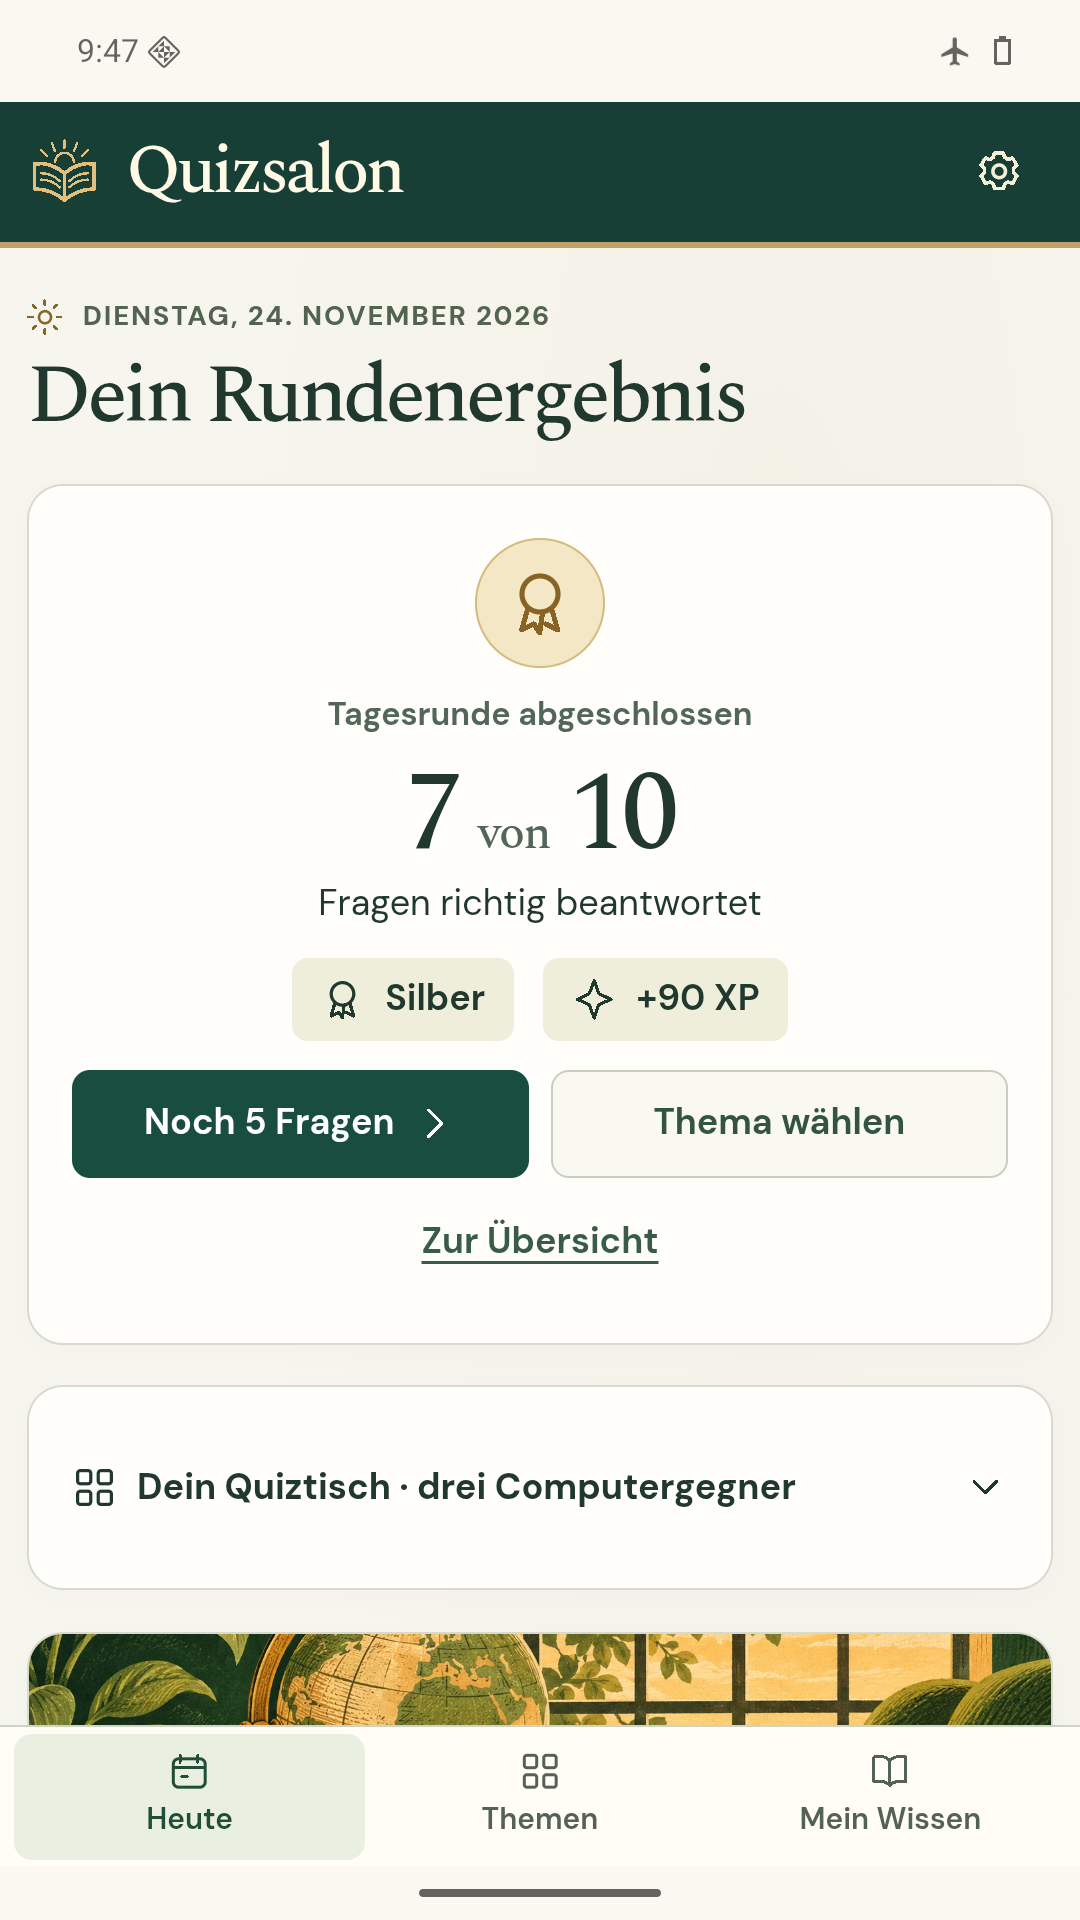 9:47
Quizsalon
DIENSTAG, 24. NOVEMBER 2026
Dein Rundenergebnis
Tagesrunde abgeschlossen
7 von 10
Fragen richtig beantwortet
Silber
+90 XP
Noch 5 Fragen
Thema wählen
Zur Übersicht
Dein Quiztisch · drei Computergegner
Heute
Themen
Mein Wissen